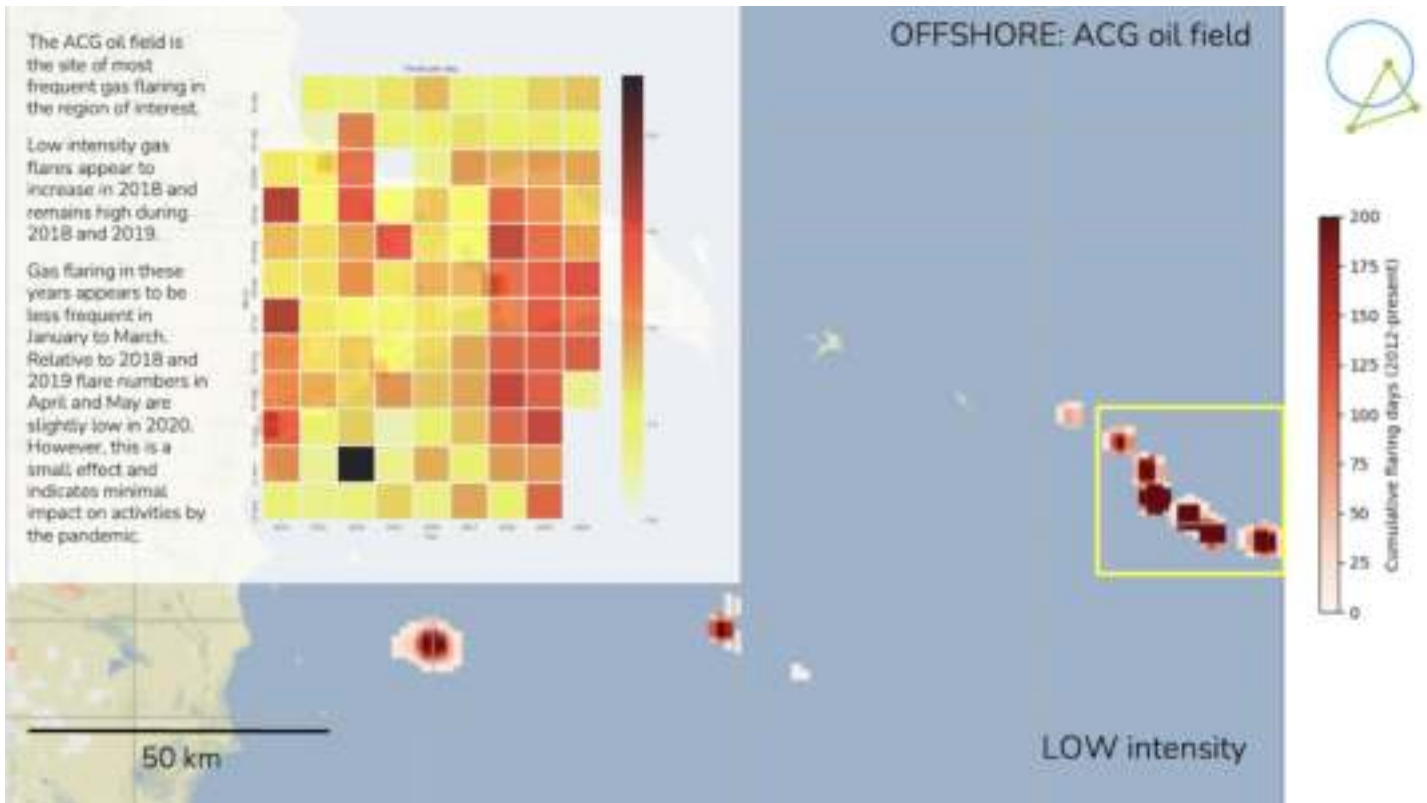 The ACG oil field is
the site of most
frequent gas flaring in
the region of interest.
Low intensity gas
flares appear to
increase in 2018 and
remains high during
2018 and 2019.
Gas flaring in these
years appears to be
less frequent in
January to March.
Relative to 2018 and
2019 flare numbers in
April and May are
slightly low in 2020.
However, this is a
small effect and
indicates minimal
impact on activities by
the pandemic.
OFFSHORE: ACG oil field
200
175
150
125
100
75
50
25
0
Cumulative flaring days (2012-present)
50 km
LOW intensity